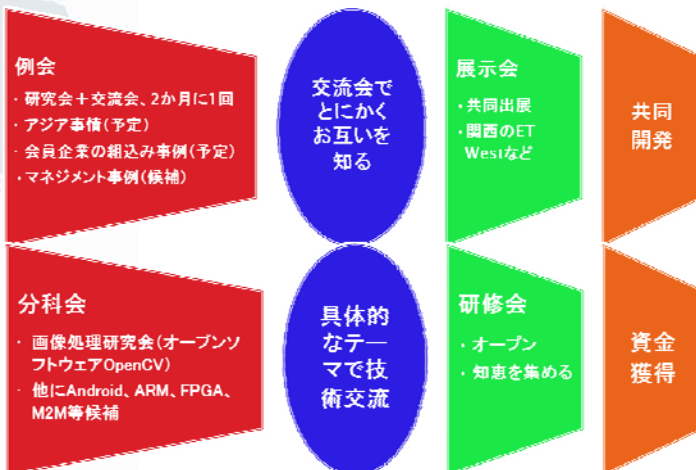 例会
・研究会＋交流会、2か月に1回
・アジア事情(予定)
・会員企業の組込み事例(予定)
・マネジメント事例(候補)
交流会で
とにかく
お互いを
知る
展示会
・共同出展
・関西のET
Westなど
共同
開発
分科会
・ 画像処理研究会(オープンソ
フトウェアOpenCV)
・ 他にAndroid、ARM、FPGA、
M2M等候補
具体的
なテー
マで技
術交流
研修会
・ オープン
・ 知恵を集める
資金
獲得